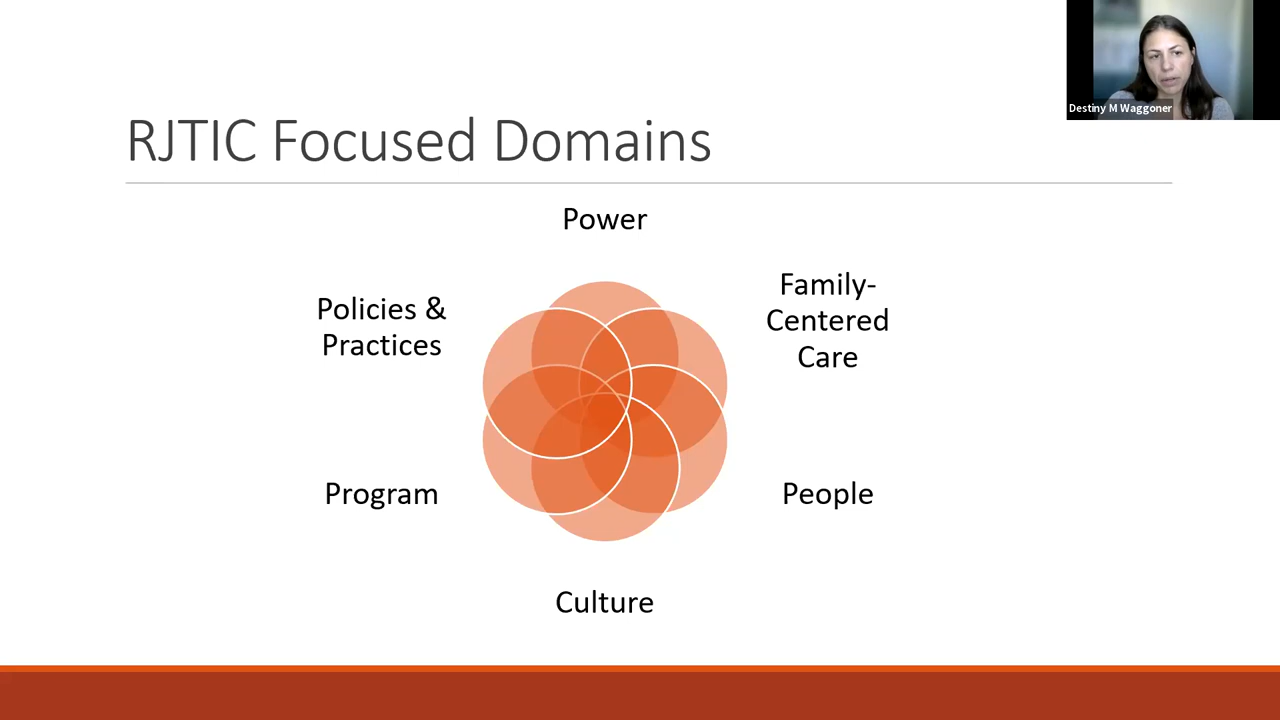 Destiny M Waggoner
RJTIC Focused Domains
Power
Family-
Centered
Care
People
Culture
Program
Policies &
Practices